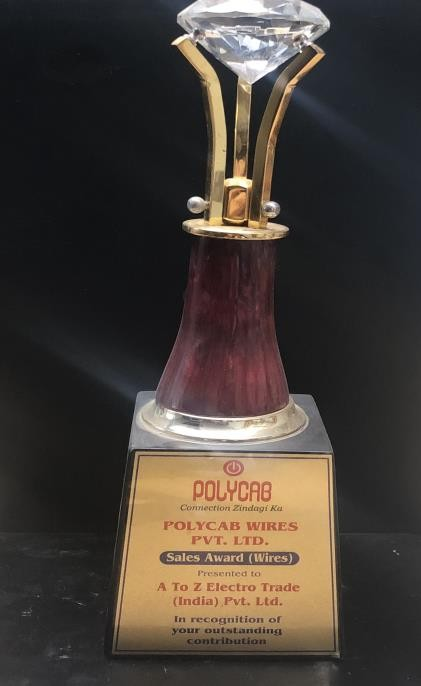 POLYCAB
Connection Zindagi Ka
POLYCAB WIRES
PVT. LTD.
Sales Award (Wires)
Presented to
A To Z Electro Trade
(India) Pvt. Ltd.
In recognition of
your outstanding
contribution